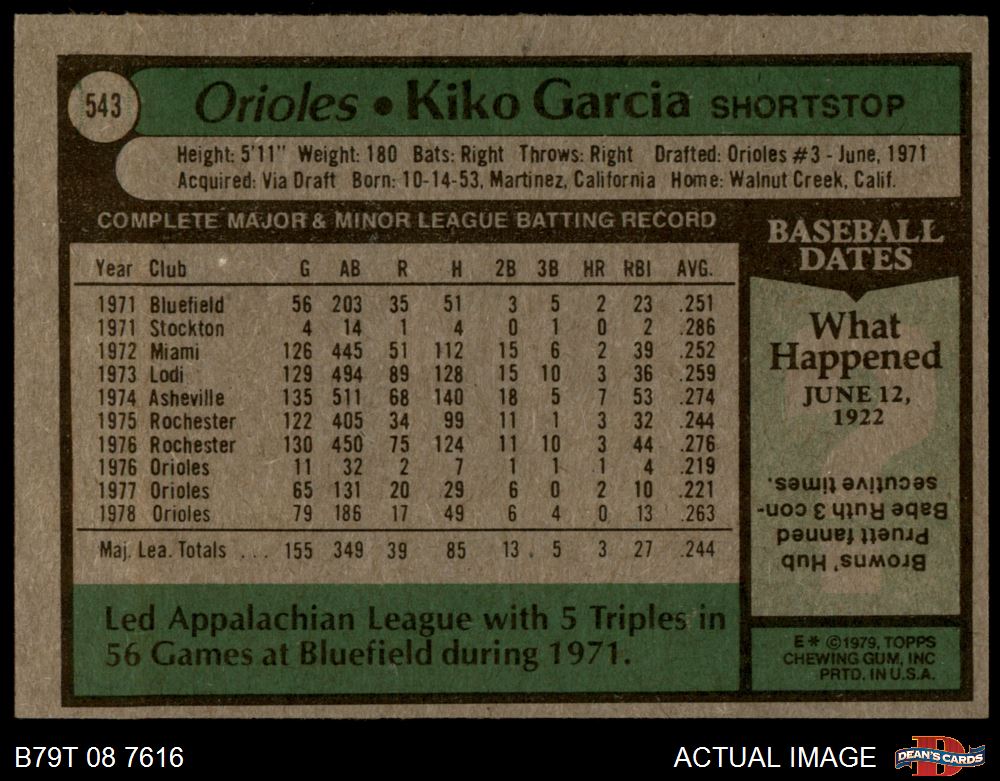 543
Orioles • Kiko Garcia SHORTSTOP
Height: 5'11" Weight: 180 Bats: Right Throws: Right Drafted: Orioles #3 - June, 1971
Acquired: Via Draft Born: 10-14-53, Martinez, California Home: Walnut Creek, Calif.
COMPLETE MAJOR & MINOR LEAGUE BATTING RECORD
Year Club G AB R H 2B 3B HR RBI AVG.
1971 Bluefield 56 203 35 51 3 5 2 23 .251
1971 Stockton 4 14 1 4 0 1 0 2 .286
1972 Miami 126 445 51 112 15 6 2 39 .252
1973 Lodi 129 494 89 128 15 10 3 36 .259
1974 Asheville 135 511 68 140 18 5 7 53 .274
1975 Rochester 122 405 34 99 11 1 3 32 .244
1976 Rochester 130 450 75 124 11 10 3 44 .276
1976 Orioles 11 32 2 7 1 1 1 4 .219
1977 Orioles 65 131 20 29 6 0 2 10 .221
1978 Orioles 79 186 17 49 6 4 0 13 .263
Maj. Lea. Totals ... 155 349 39 85 13 5 3 27 .244
Led Appalachian League with 5 Triples in
56 Games at Bluefield during 1971.
BASEBALL
DATES
What
Happened
JUNE 12,
1922
Browns' Hub
Pruett fanned
Babe Ruth 3 con-
secutive times.
E* ©1979, TOPPS
CHEWING GUM, INC
PRTD. IN U.S.A.
B79T 08 7616
ACTUAL IMAGE
D
DEAN'S CARDS